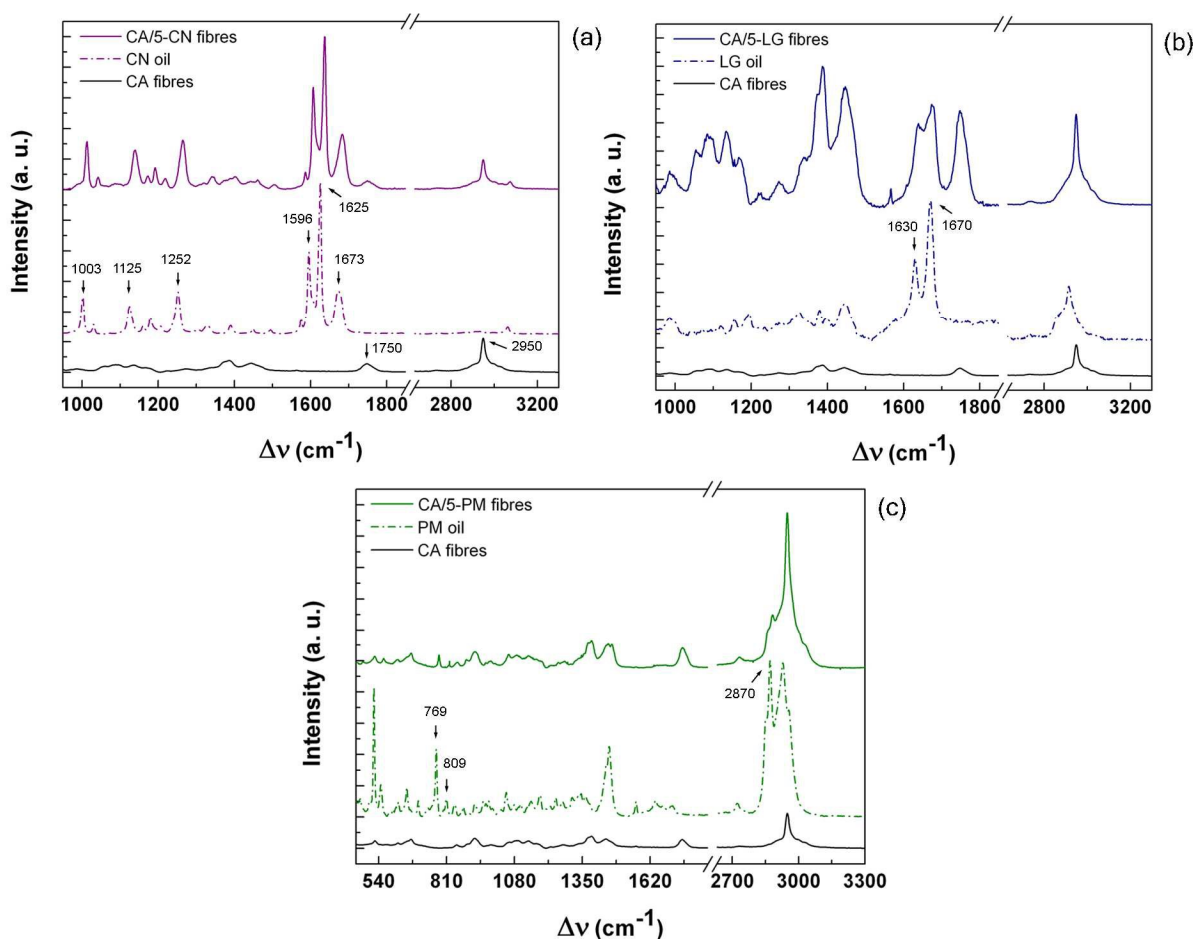 (a)
CA/5-CN fibres
CN oil
CA fibres
Intensity (a. u.)
1003
1125
1252
1596
1625
1673
1750
2950
1000 1200 1400 1600 1800 2800 3200
Δν (cm⁻¹)
(b)
CA/5-LG fibres
LG oil
CA fibres
Intensity (a. u.)
1630
1670
1000 1200 1400 1600 1800 2800 3200
Δν (cm⁻¹)
(c)
CA/5-PM fibres
PM oil
CA fibres
Intensity (a. u.)
769
809
2870
540 810 1080 1350 1620 2700 3000 3300
Δν (cm⁻¹)